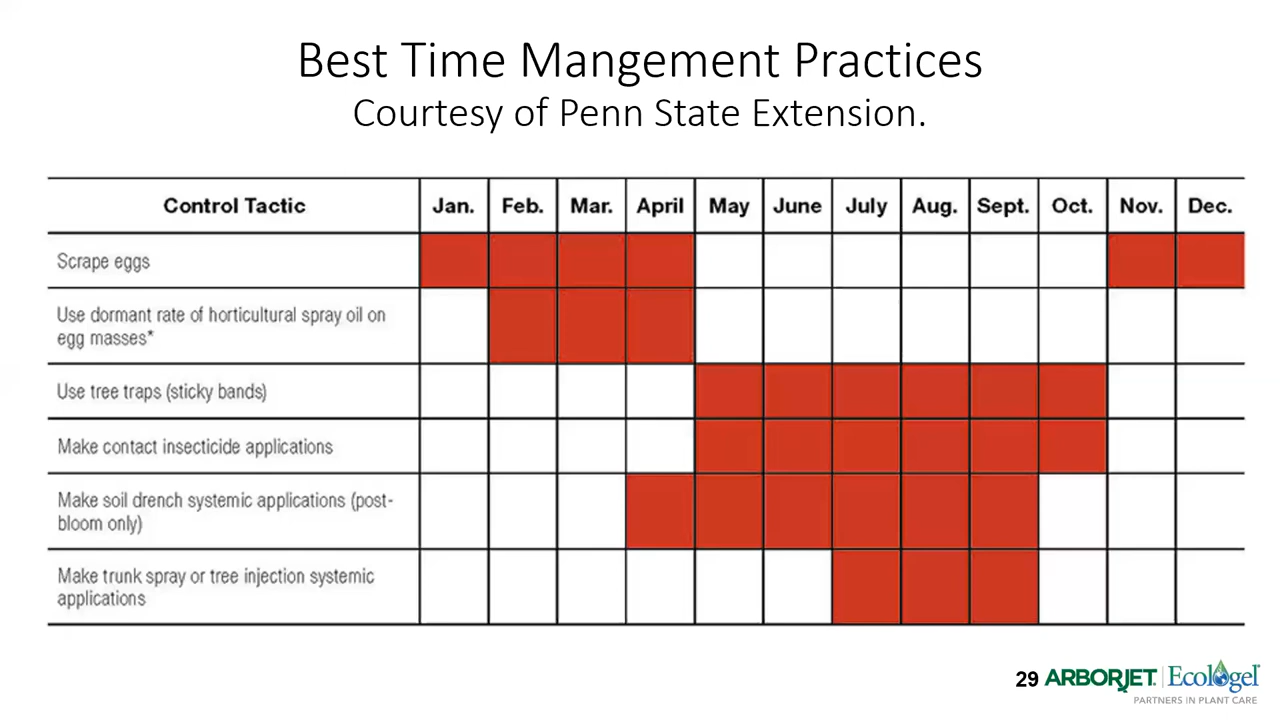 Best Time Mangement Practices
Courtesy of Penn State Extension.
Control Tactic Jan. Feb. Mar. April May June July Aug. Sept. Oct. Nov. Dec.
Scrape eggs
Use dormant rate of horticultural spray oil on
egg masses*
Use tree traps (sticky bands)
Make contact insecticide applications
Make soil drench systemic applications (post-
bloom only)
Make trunk spray or tree injection systemic
applications
29 ARBORJET Ecologel
PARTNERS IN PLANT CARE